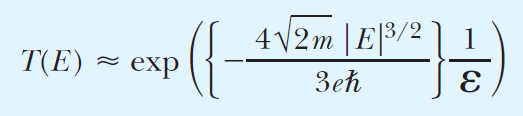 T(E) ≈ exp({-4√2m |E|^{3/2} / 3eℏ} 1/ℰ)